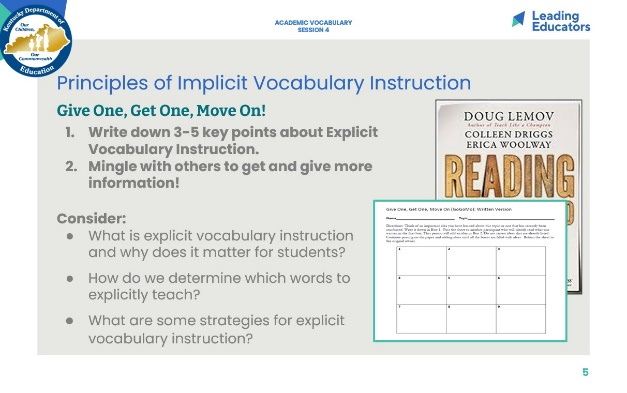 Kentucky Department of
Our Children,
Our Commonwealth
Education
ACADEMIC VOCABULARY
SESSION 4
Leading
Educators
Principles of Implicit Vocabulary Instruction
Give One, Get One, Move On!
1. Write down 3-5 key points about Explicit
Vocabulary Instruction.
2. Mingle with others to get and give more
information!
Consider:
● What is explicit vocabulary instruction
and why does it matter for students?
● How do we determine which words to
explicitly teach?
● What are some strategies for explicit
vocabulary instruction?
DOUG LEMOV
Author of Teach Like a Champion
COLLEEN DRIGGS
ERICA WOOLWAY
READING
Give One, Get One, Move On (GoGoMo): Written Version
1 2 3
4 5 6
7 8 9
5